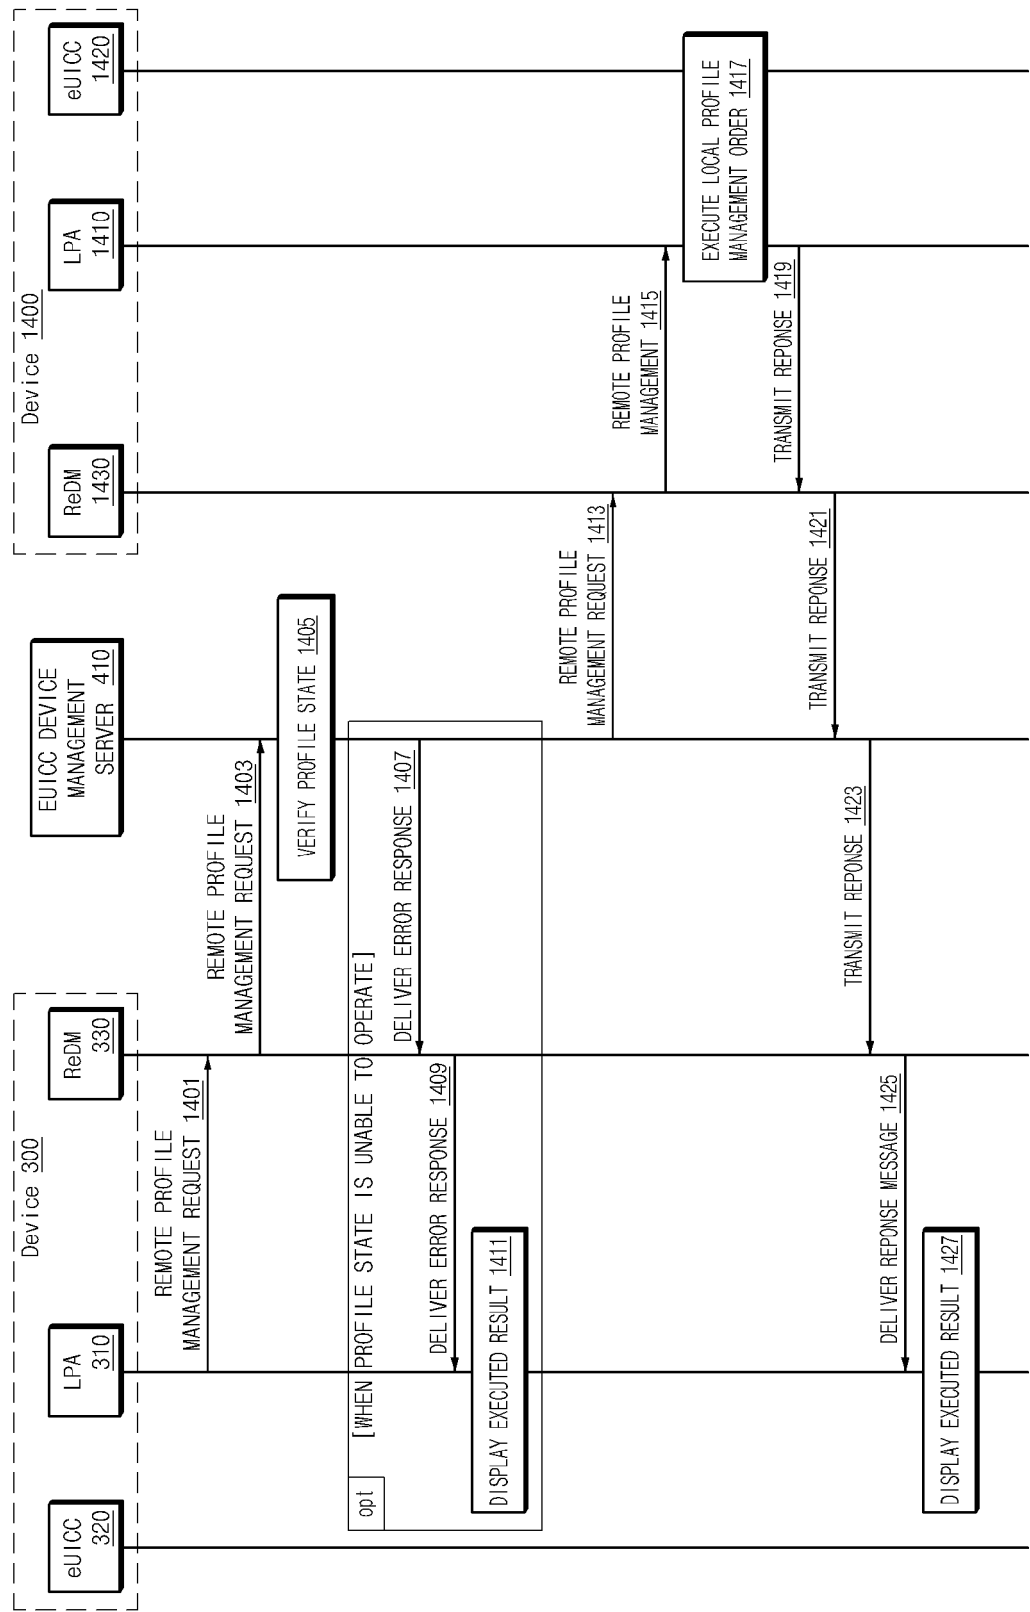 Device 300
Device 1400
eUICC
320
LPA
310
ReDM
330
EUICC DEVICE
MANAGEMENT
SERVER 410
ReDM
1430
LPA
1410
eUICC
1420
REMOTE PROFILE
MANAGEMENT REQUEST 1401
REMOTE PROFILE
MANAGEMENT REQUEST 1403
VERIFY PROFILE STATE 1405
opt
[WHEN PROFILE STATE IS UNABLE TO OPERATE]
DELIVER ERROR RESPONSE 1407
DELIVER ERROR RESPONSE 1409
DISPLAY EXECUTED RESULT 1411
REMOTE PROFILE
MANAGEMENT REQUEST 1413
REMOTE PROFILE
MANAGEMENT 1415
EXECUTE LOCAL PROFILE
MANAGEMENT ORDER 1417
TRANSMIT REPONSE 1419
TRANSMIT REPONSE 1421
TRANSMIT REPONSE 1423
DELIVER REPONSE MESSAGE 1425
DISPLAY EXECUTED RESULT 1427